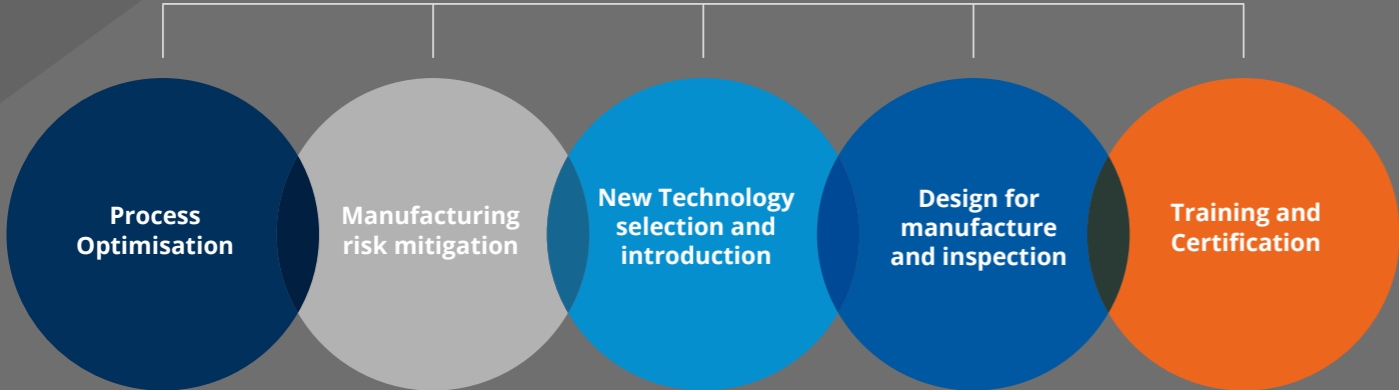 Process
Optimisation
Manufacturing
risk mitigation
New Technology
selection and
introduction
Design for
manufacture
and inspection
Training and
Certification